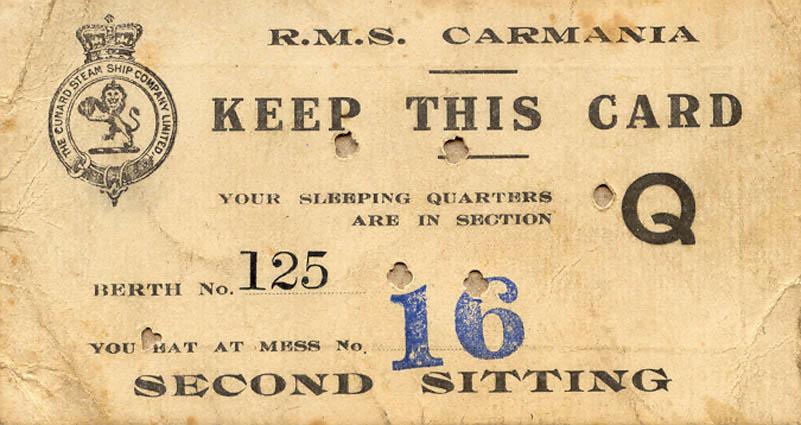 R.M.S. CARMANIA
THE CUNARD STEAM SHIP COMPANY LIMITED.
KEEP THIS CARD
YOUR SLEEPING QUARTERS
ARE IN SECTION Q
BERTH No. 125
YOU EAT AT MESS No. 16
SECOND SITTING